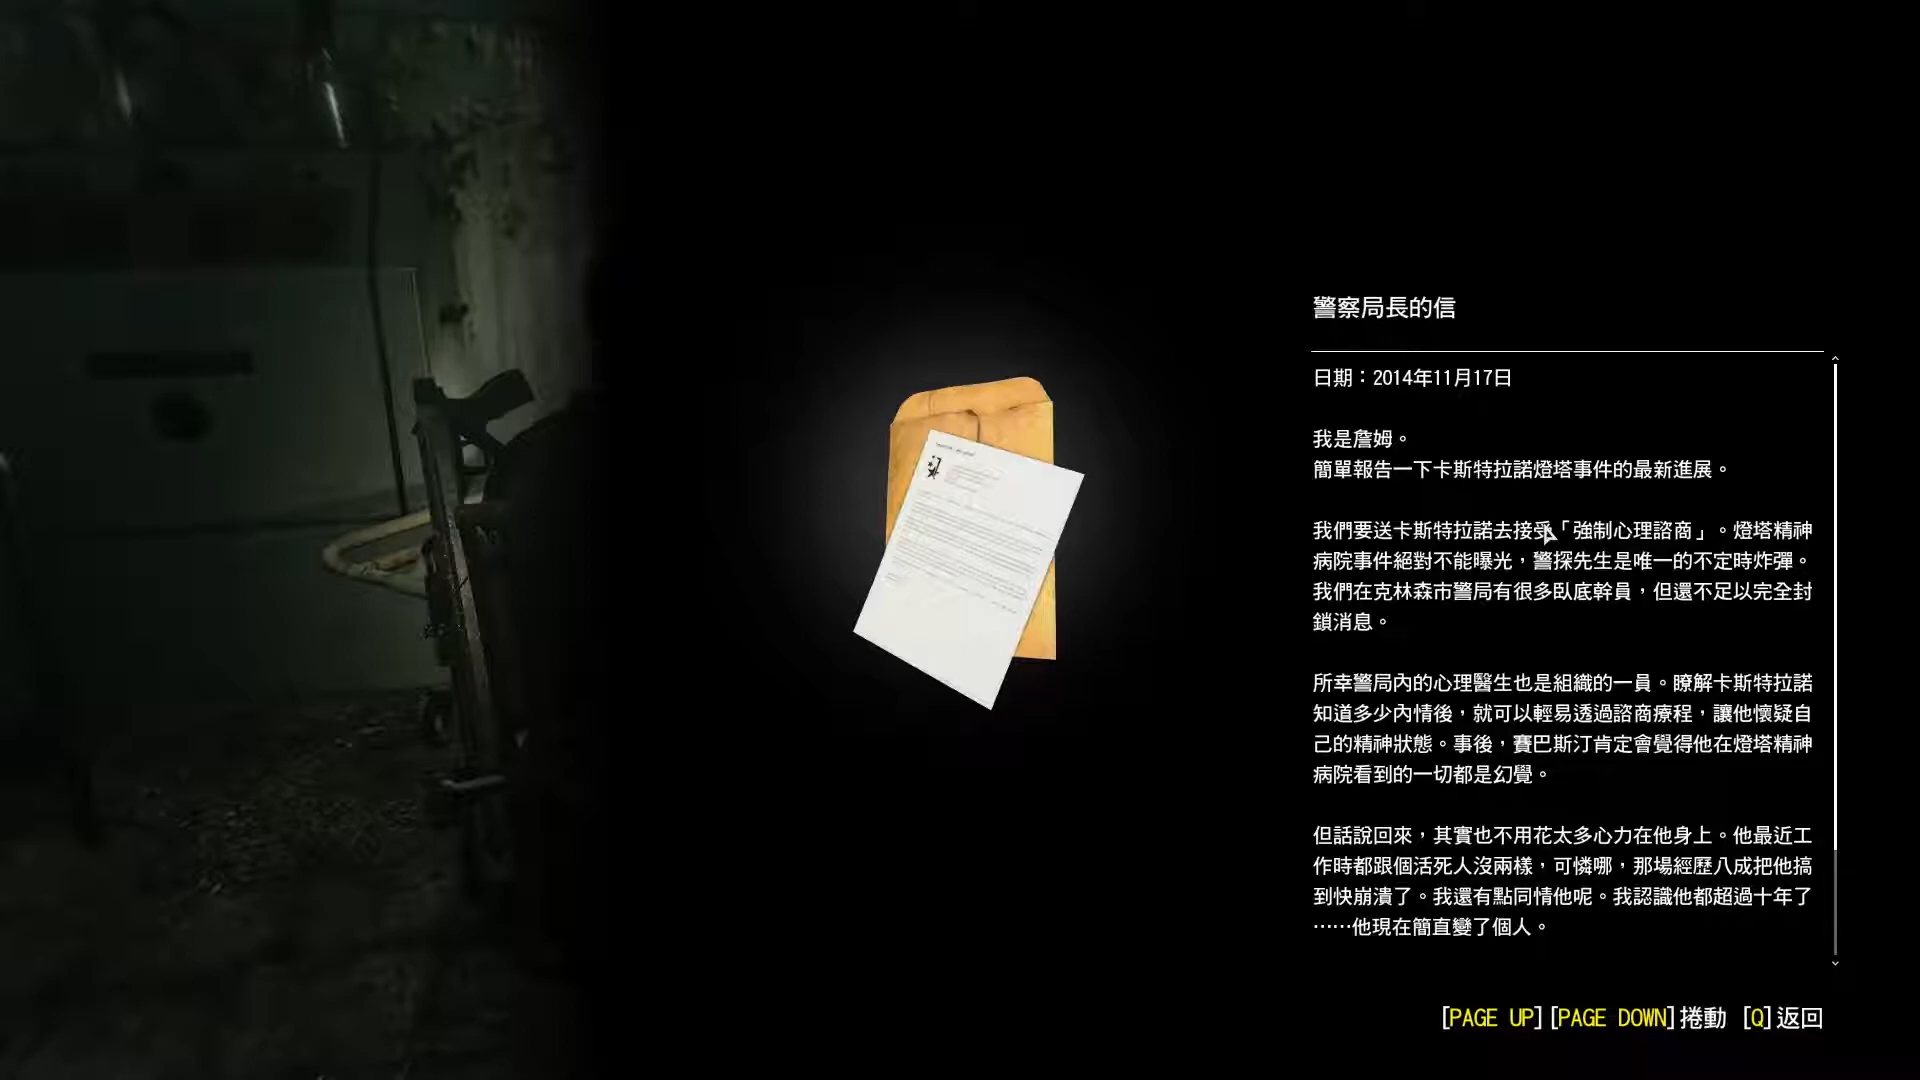 警察局長的信
日期：2014年11月17日
我是詹姆。
簡單報告一下卡斯特拉諾燈塔事件的最新進展。
我們要送卡斯特拉諾去接受「強制心理諮商」。燈塔精神
病院事件絕對不能曝光，警探先生是唯一的不定時炸彈。
我們在克林森市警局有很多臥底幹員，但還不足以完全封
鎖消息。
所幸警局內的心理醫生也是組織的一員。瞭解卡斯特拉諾
知道多少內情後，就可以輕易透過諮商療程，讓他懷疑自
己的精神狀態。事後，賽巴斯汀肯定會覺得他在燈塔精神
病院看到的一切都是幻覺。
但話說回來，其實也不用花太多心力在他身上。他最近工
作時都跟個活死人沒兩樣，可憐哪，那場經歷八成把他搞
到快崩潰了。我還有點同情他呢。我認識他都超過十年了
⋯⋯他現在簡直變了個人。
[PAGE UP][PAGE DOWN]捲動 [Q]返回